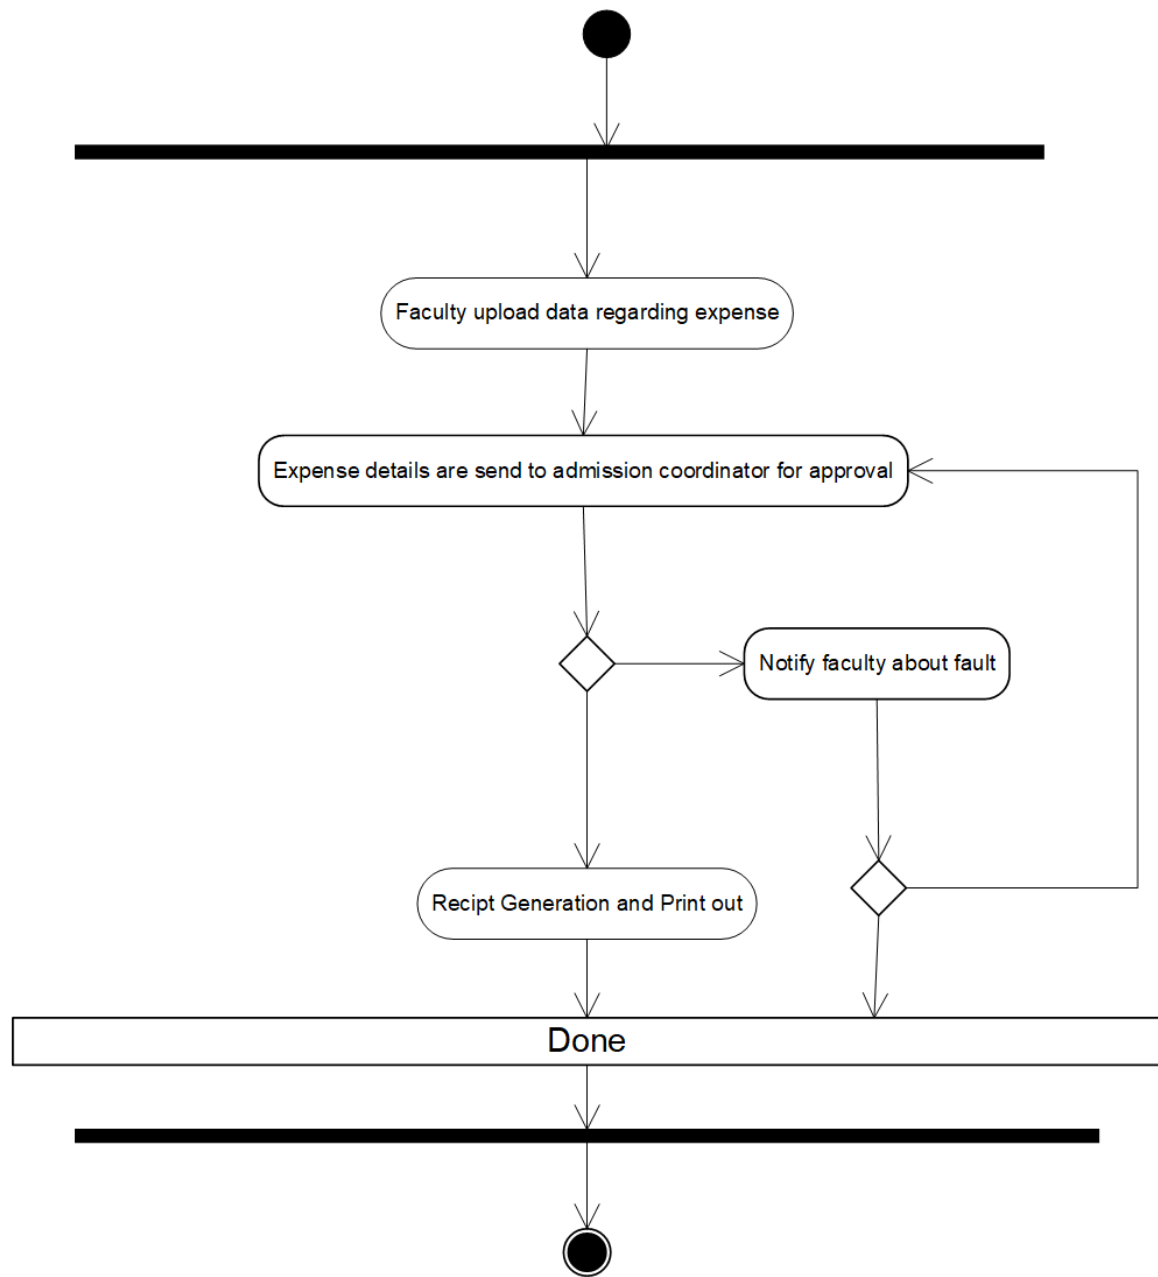 Faculty upload data regarding expense
Expense details are send to admission coordinator for approval
Notify faculty about fault
Recipt Generation and Print out
Done